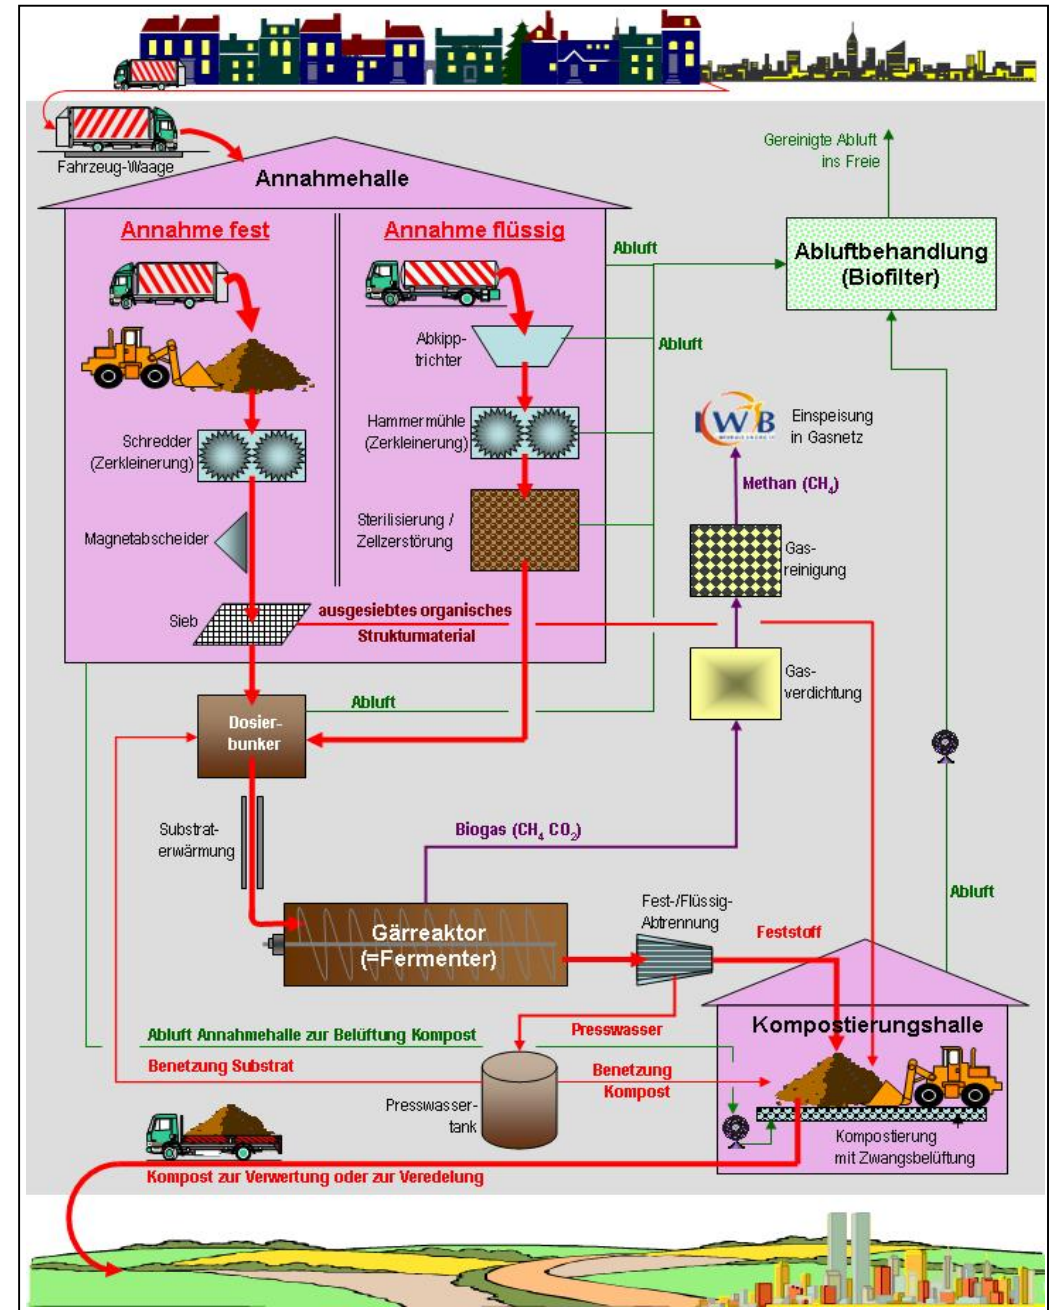 Fahrzeug-Waage
Annahmehalle
Gereinigte Abluft
ins Freie
Annahme fest
Annahme flüssig
Abluft
Abluftbehandlung
(Biofilter)
Abkipp-
trichter
Abluft
Schredder
(Zerkleinerung)
Hammermühle
(Zerkleinerung)
IWB
Einspeisung
in Gasnetz
Methan (CH4)
Magnetabscheider
Sterilisierung /
Zellzerstörung
Gas-
reinigung
Sieb
ausgesiebtes organisches
Strukturmaterial
Gas-
verdichtung
Abluft
Dosier-
bunker
Substrat-
erwärmung
Biogas (CH4 CO2)
Abluft
Gärreaktor
(=Fermenter)
Fest-/Flüssig-
Abtrennung
Feststoff
Abluft Annahmehalle zur Belüftung Kompost
Presswasser
Kompostierungshalle
Benetzung Substrat
Benetzung
Kompost
Presswasser-
tank
Kompostierung
mit Zwangsbelüftung
Kompost zur Verwertung oder zur Veredelung